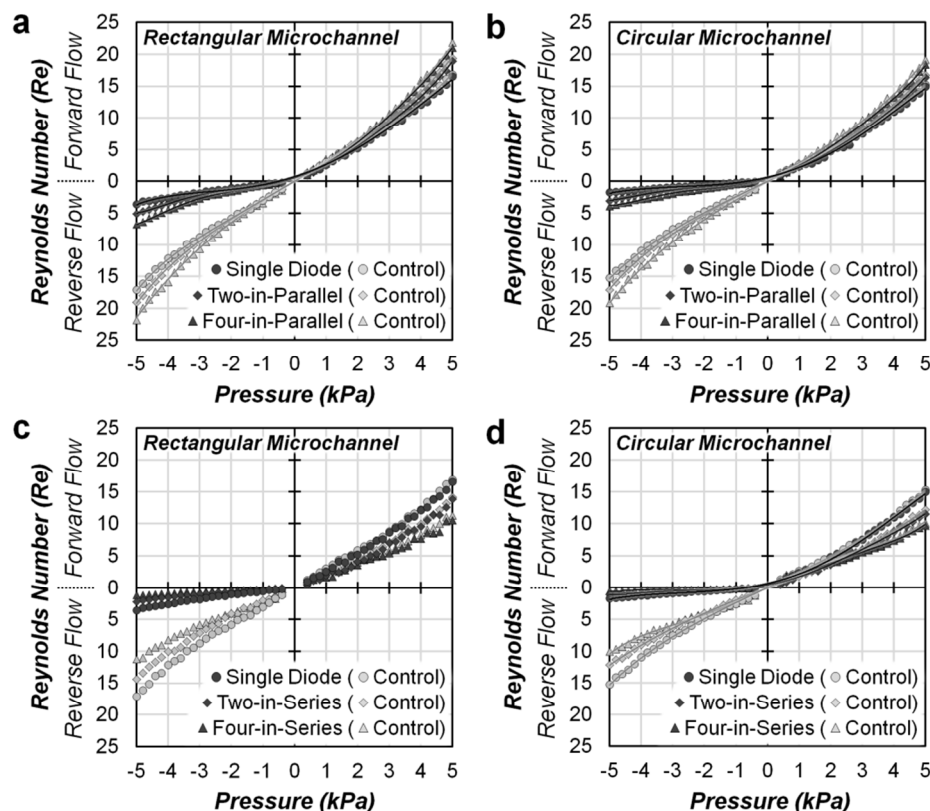 a
Rectangular Microchannel
Reynolds Number (Re)
Reverse Flow Forward Flow
25
20
15
10
5
0
5
10
15
20
25
Single Diode ( Control)
Two-in-Parallel ( Control)
Four-in-Parallel ( Control)
-5 -4 -3 -2 -1 0 1 2 3 4 5
Pressure (kPa)
b
Circular Microchannel
Reynolds Number (Re)
Reverse Flow Forward Flow
25
20
15
10
5
0
5
10
15
20
25
Single Diode ( Control)
Two-in-Parallel ( Control)
Four-in-Parallel ( Control)
-5 -4 -3 -2 -1 0 1 2 3 4 5
Pressure (kPa)
c
Rectangular Microchannel
Reynolds Number (Re)
Reverse Flow Forward Flow
25
20
15
10
5
0
5
10
15
20
25
Single Diode ( Control)
Two-in-Series ( Control)
Four-in-Series ( Control)
-5 -4 -3 -2 -1 0 1 2 3 4 5
Pressure (kPa)
d
Circular Microchannel
Reynolds Number (Re)
Reverse Flow Forward Flow
25
20
15
10
5
0
5
10
15
20
25
Single Diode ( Control)
Two-in-Series ( Control)
Four-in-Series ( Control)
-5 -4 -3 -2 -1 0 1 2 3 4 5
Pressure (kPa)